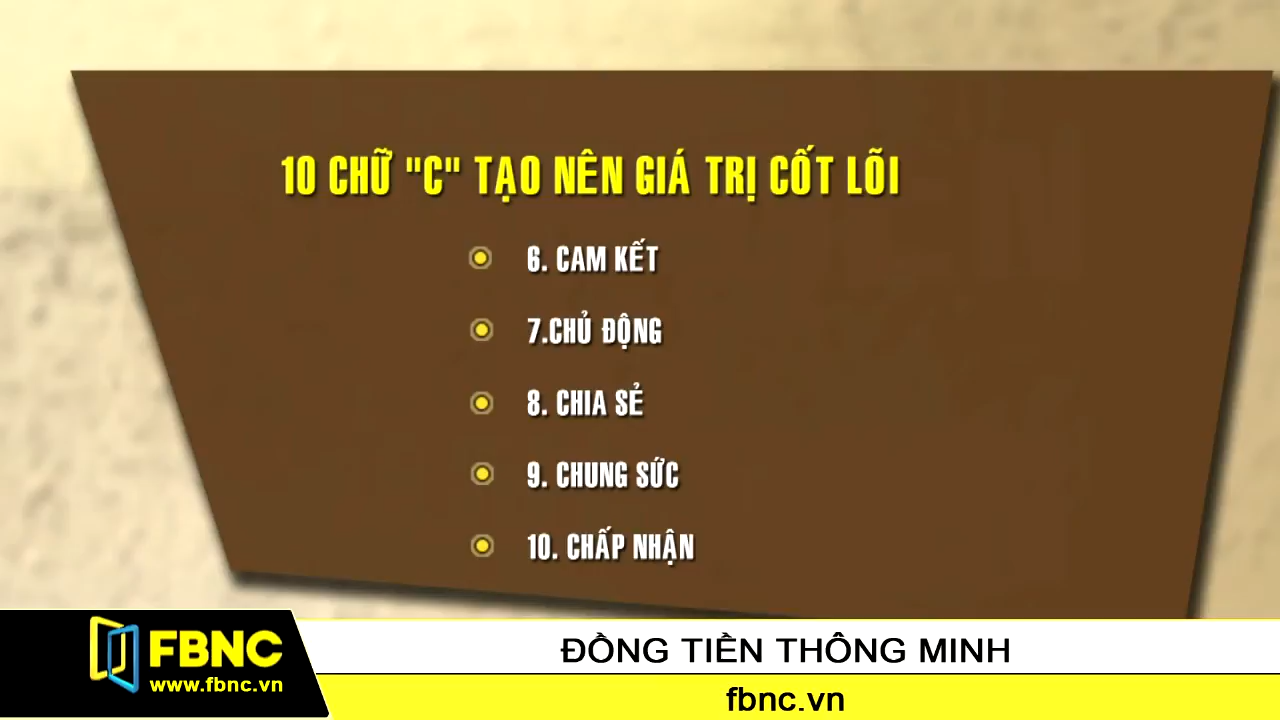 10 CHỮ "C" TẠO NÊN GIÁ TRỊ CỐT LÕI
6. CAM KẾT
7.CHỦ ĐỘNG
8. CHIA SẺ
9. CHUNG SỨC
10. CHẤP NHẬN
FBNC
www.fbnc.vn
ĐỒNG TIỀN THÔNG MINH
fbnc.vn